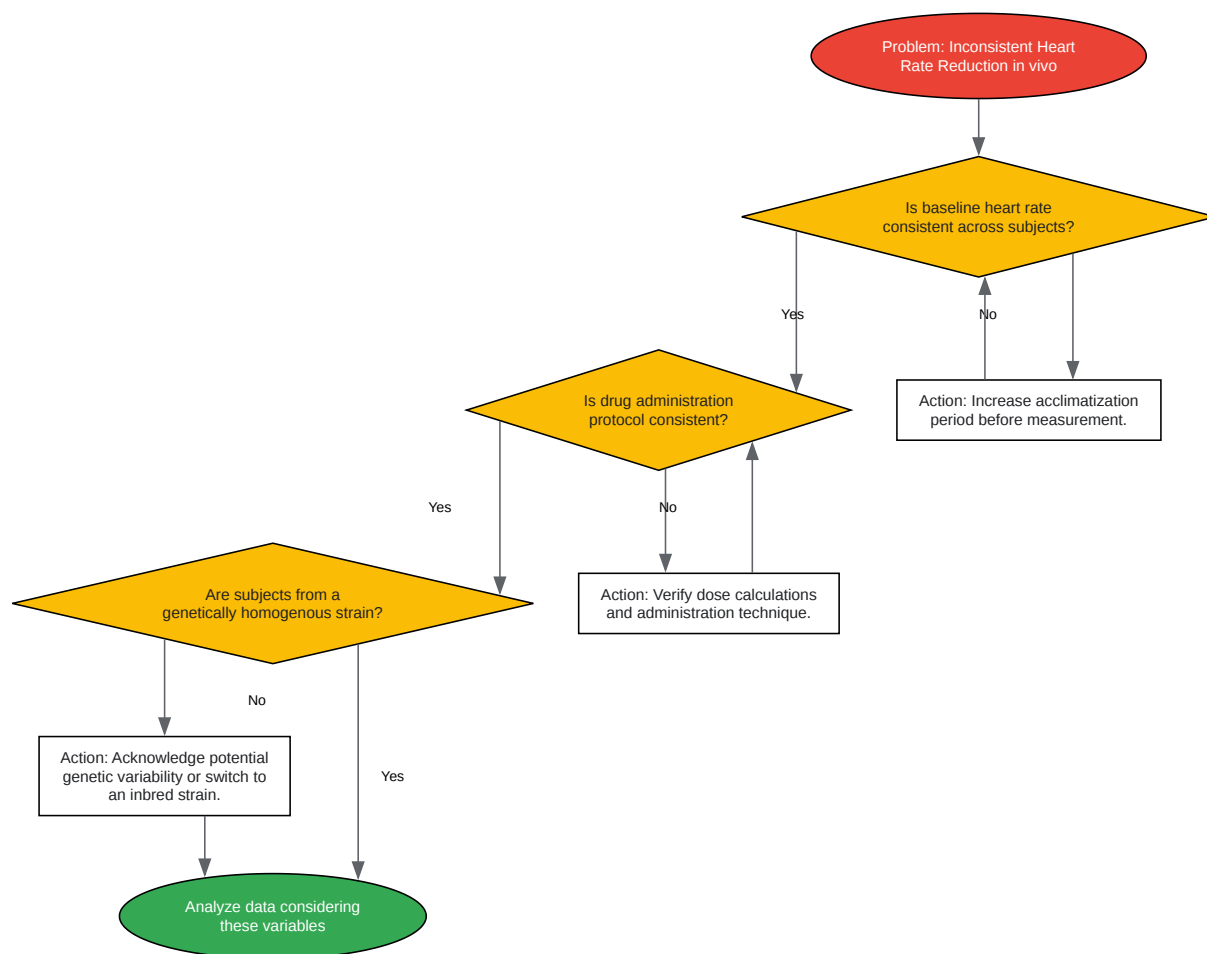 Problem: Inconsistent Heart
Rate Reduction in vivo
Is baseline heart rate
consistent across subjects?
Yes
No
Is drug administration
protocol consistent?
Action: Increase acclimatization
period before measurement.
Yes
No
Are subjects from a
genetically homogenous strain?
Action: Verify dose calculations
and administration technique.
No
Action: Acknowledge potential
genetic variability or switch to
an inbred strain.
Yes
Analyze data considering
these variables